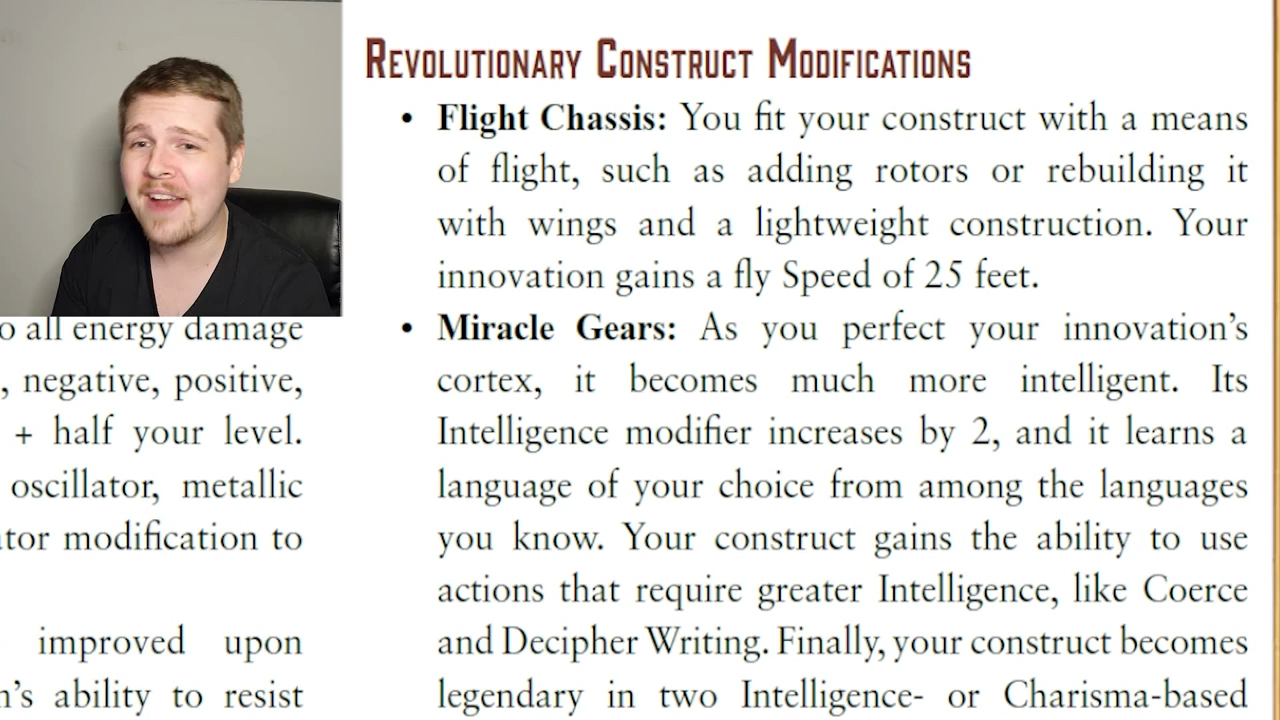 o all energy damage
, negative, positive,
+ half your level.
oscillator, metallic
tor modification to
improved upon
's ability to resist
REVOLUTIONARY CONSTRUCT MODIFICATIONS
• Flight Chassis: You fit your construct with a means
of flight, such as adding rotors or rebuilding it
with wings and a lightweight construction. Your
innovation gains a fly Speed of 25 feet.
• Miracle Gears: As you perfect your innovation’s
cortex, it becomes much more intelligent. Its
Intelligence modifier increases by 2, and it learns a
language of your choice from among the languages
you know. Your construct gains the ability to use
actions that require greater Intelligence, like Coerce
and Decipher Writing. Finally, your construct becomes
legendary in two Intelligence- or Charisma-based